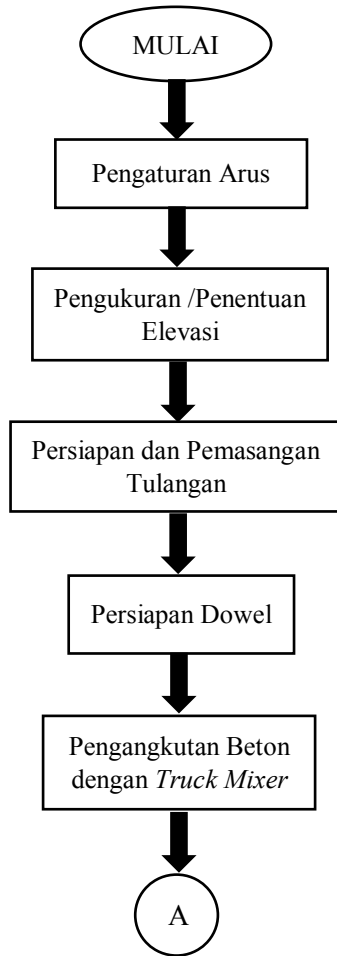 MULAI
Pengaturan Arus
Pengukuran /Penentuan
Elevasi
Persiapan dan Pemasangan
Tulangan
Persiapan Dowel
Pengangkutan Beton
dengan Truck Mixer
A